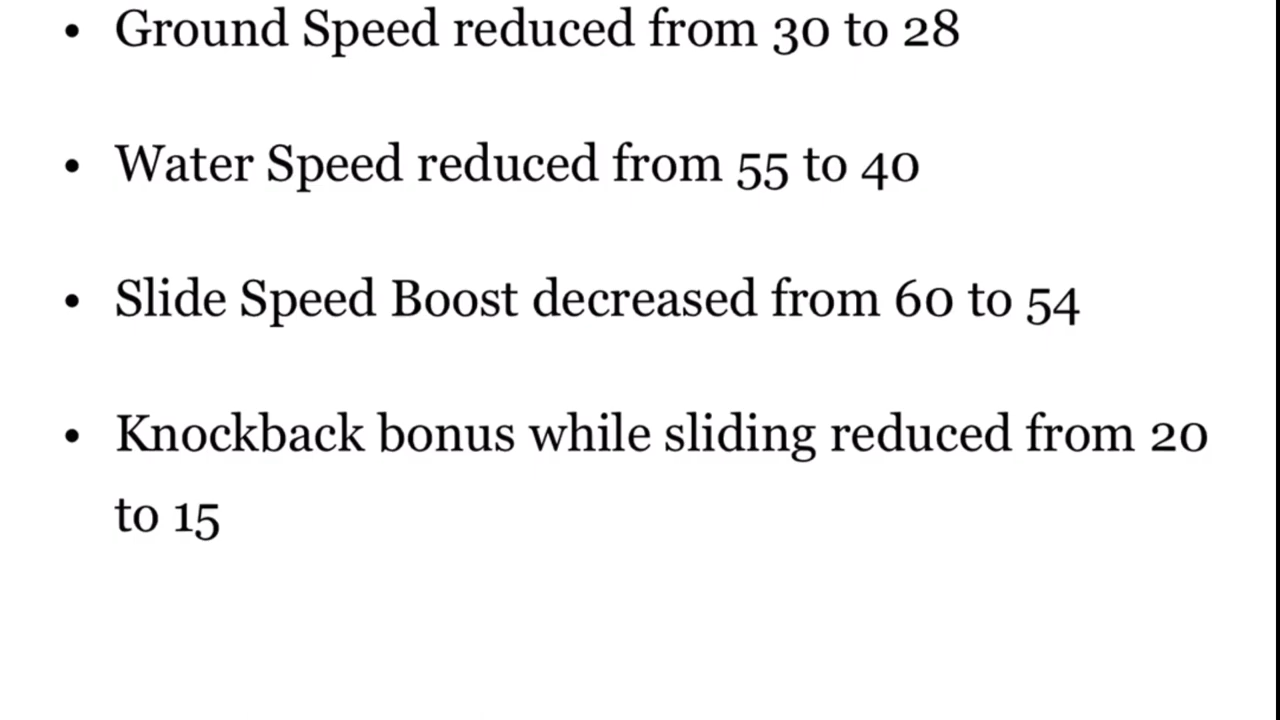 • Ground Speed reduced from 30 to 28
• Water Speed reduced from 55 to 40
• Slide Speed Boost decreased from 60 to 54
• Knockback bonus while sliding reduced from 20
to 15